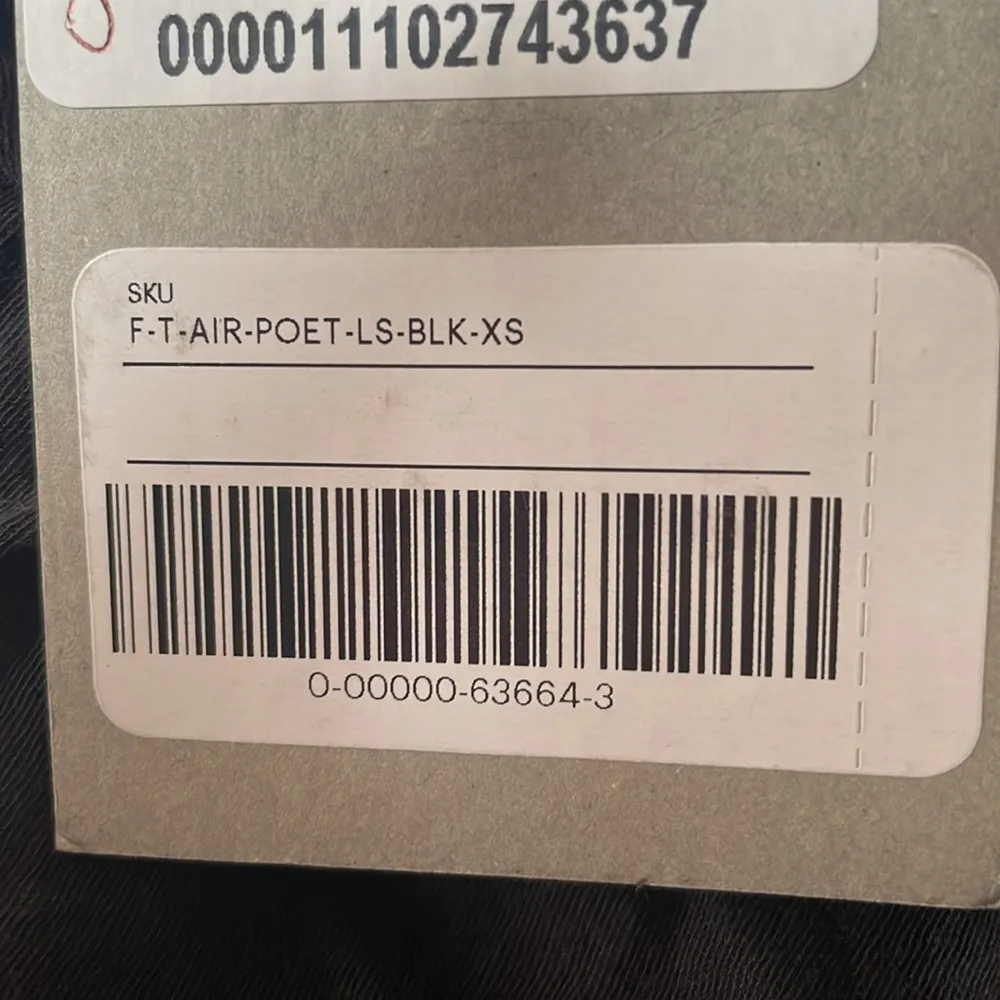 000011102743637
SKU
F-T-AIR-POET-LS-BLK-XS
0-00000-63664-3